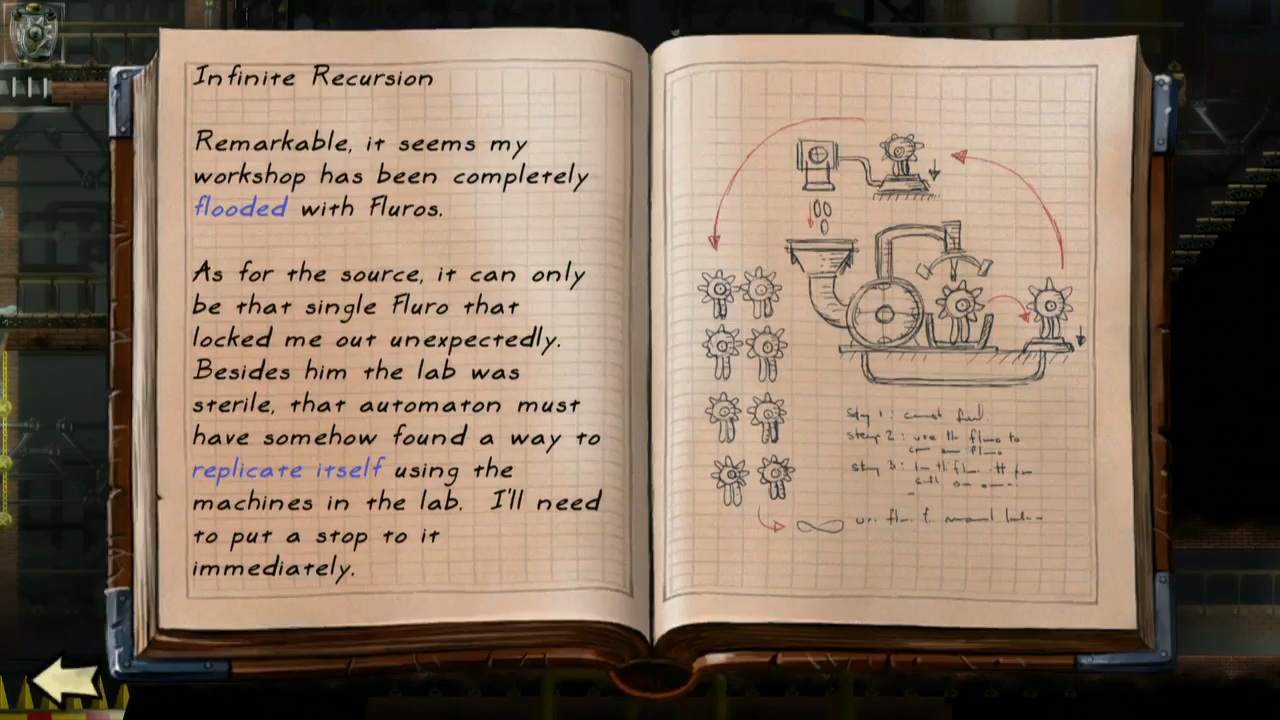 Infinite Recursion
Remarkable, it seems my
workshop has been completely
flooded with Fluros.
As for the source, it can only
be that single Fluro that
locked me out unexpectedly.
Besides him the lab was
sterile, that automaton must
have somehow found a way to
replicate itself using the
machines in the lab. I'll need
to put a stop to it
immediately.